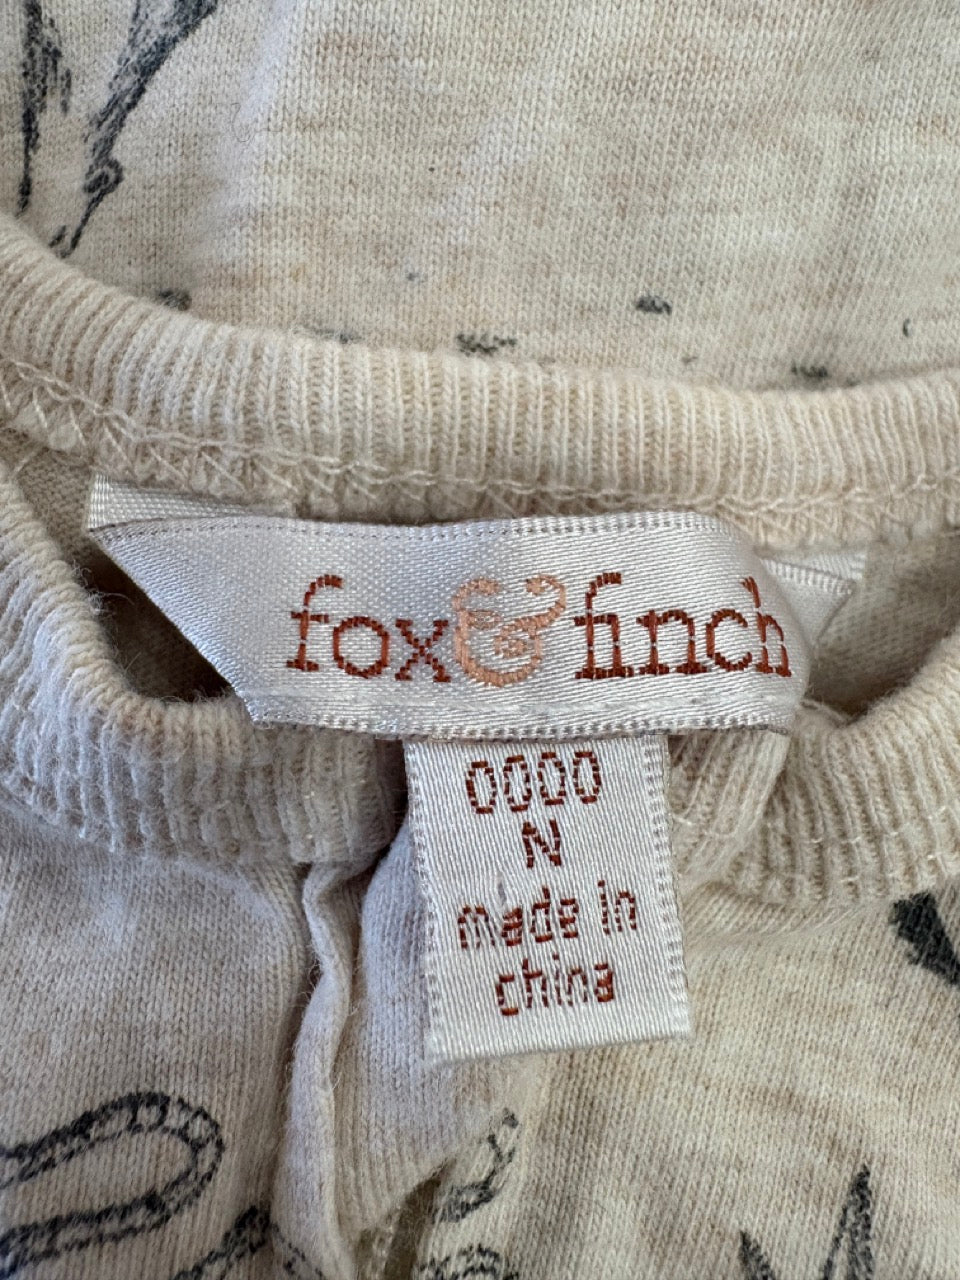 fox & finch
0000
N
made in
china